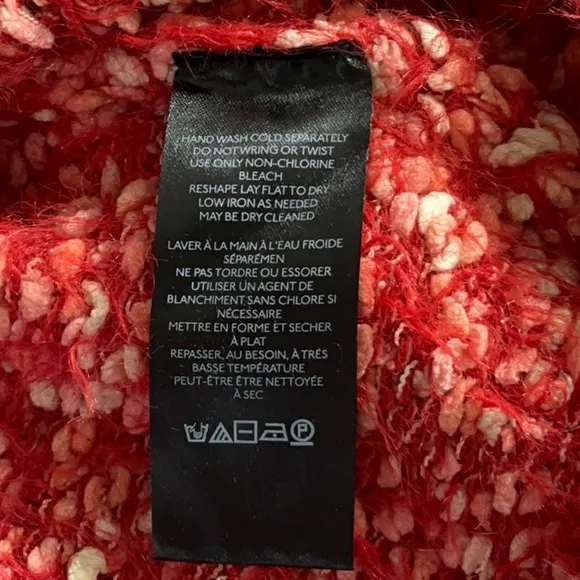 HAND WASH COLD SEPARATELY
DO NOT WRING OR TWIST
USE ONLY NON-CHLORINE
BLEACH
RESHAPE LAY FLAT TO DRY
LOW IRON AS NEEDED
MAY BE DRY CLEANED
LAVER À LA MAIN À L'EAU FROIDE
SÉPARÉMEN
NE PAS TORDRE OU ESSORER
UTILISER UN AGENT DE
BLANCHIMENT SANS CHLORE SI
NÉCESSAIRE
METTRE EN FORME ET SECHER
À PLAT
REPASSER, AU BESOIN, À TRÉS
BASSE TEMPÉRATURE
PEUT-ÊTRE ÊTRE NETTOYÉE
À SEC
P